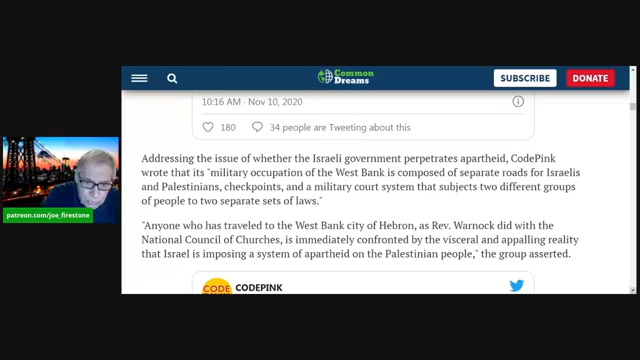 Common
Dreams
SUBSCRIBE
DONATE
10:16 AM · Nov 10, 2020
180
34 people are Tweeting about this
Addressing the issue of whether the Israeli government perpetrates apartheid, CodePink
wrote that its "military occupation of the West Bank is composed of separate roads for Israelis
and Palestinians, checkpoints, and a military court system that subjects two different groups
of people to two separate sets of laws."
"Anyone who has traveled to the West Bank city of Hebron, as Rev. Warnock did with the
National Council of Churches, is immediately confronted by the visceral and appalling reality
that Israel is imposing a system of apartheid on the Palestinian people," the group asserted.
CODE
CODEPINK
patreon.com/joe_firestone